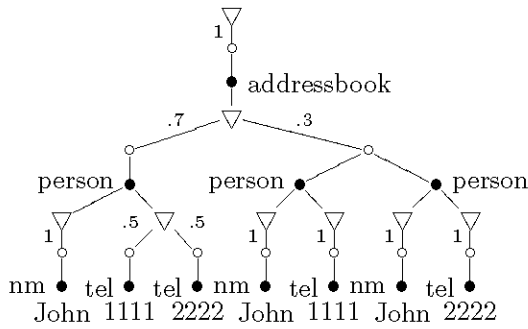 1
addressbook
.7 .3
person person person
1 .5 .5 1 1 1 1
nm tel tel nm tel nm tel
John 1111 2222 John 1111 John 2222